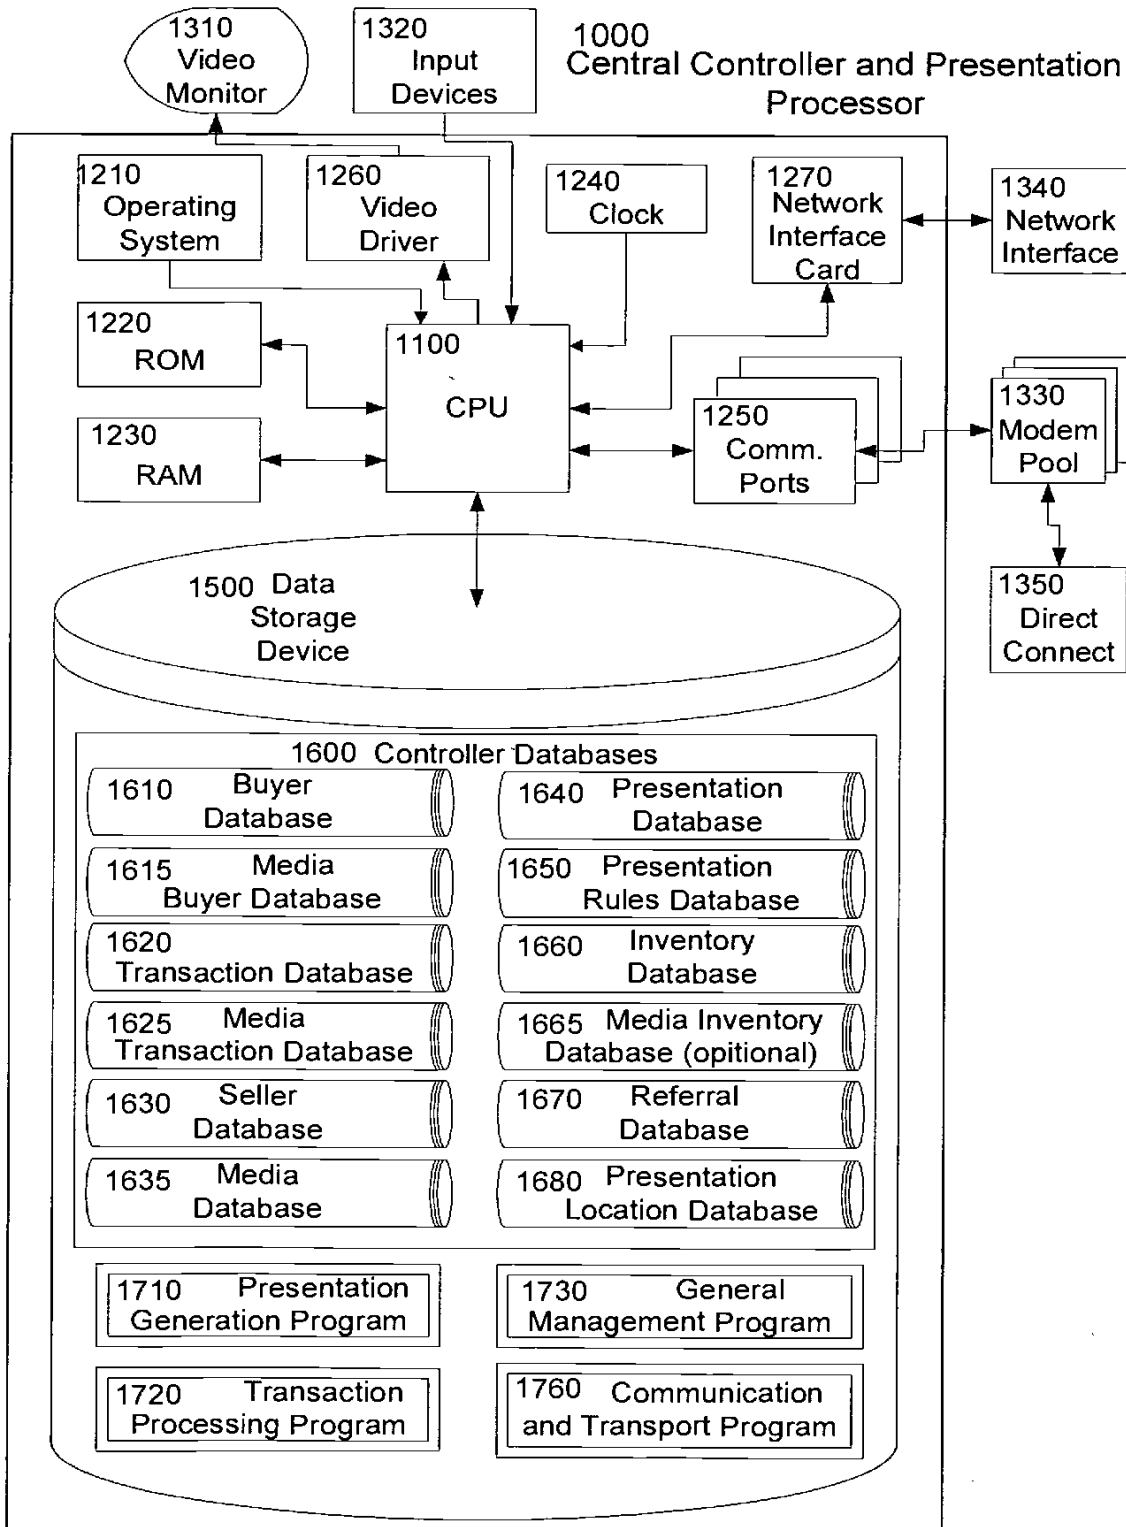 1310
Video
Monitor
1320
Input
Devices
1000
Central Controller and Presentation
Processor
1210
Operating
System
1260
Video
Driver
1240
Clock
1270
Network
Interface
Card
1340
Network
Interface
1220
ROM
1100
CPU
1230
RAM
1250
Comm.
Ports
1330
Modem
Pool
1350
Direct
Connect
1500 Data
Storage
Device
1600 Controller Databases
1610 Buyer
Database
1640 Presentation
Database
1615 Media
Buyer Database
1650 Presentation
Rules Database
1620
Transaction Database
1660 Inventory
Database
1625 Media
Transaction Database
1665 Media Inventory
Database (opitional)
1630 Seller
Database
1670 Referral
Database
1635 Media
Database
1680 Presentation
Location Database
1710 Presentation
Generation Program
1730 General
Management Program
1720 Transaction
Processing Program
1760 Communication
and Transport Program